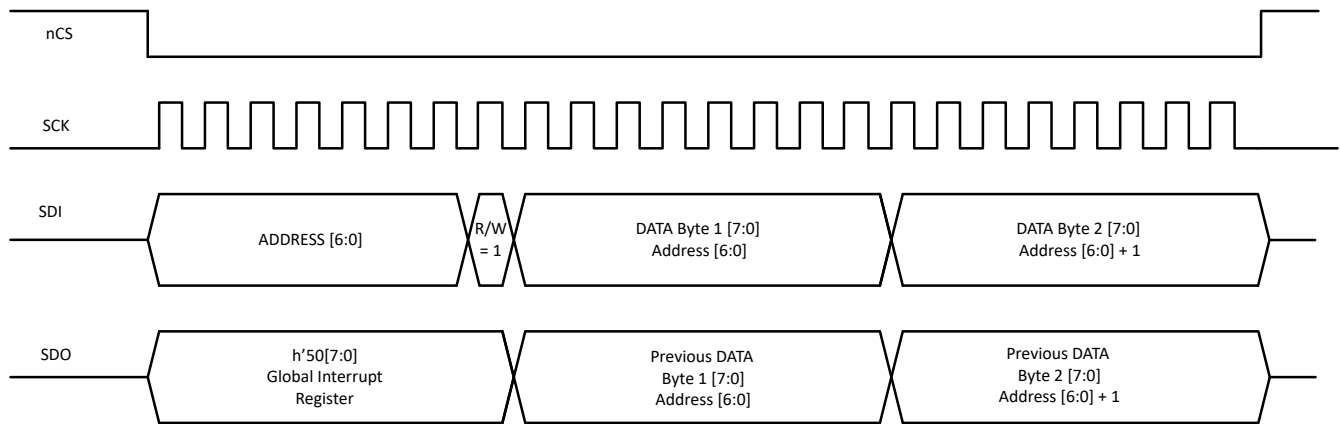 nCS
SCK
SDI
ADDRESS [6:0]
R/W
= 1
DATA Byte 1 [7:0]
Address [6:0]
DATA Byte 2 [7:0]
Address [6:0] + 1
SDO
h’50[7:0]
Global Interrupt
Register
Previous DATA
Byte 1 [7:0]
Address [6:0]
Previous DATA
Byte 2 [7:0]
Address [6:0] + 1